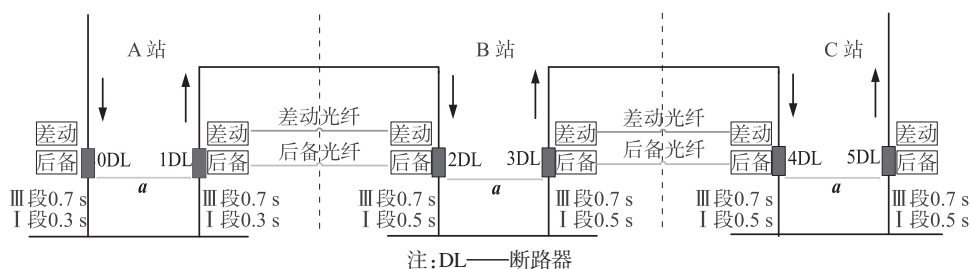 A 站
B 站
C 站
差动
差动
差动光纤
差动
差动
差动光纤
差动
差动
后备
0DL
1DL
后备
后备光纤
后备
2DL
3DL
后备
后备光纤
后备
4DL
5DL
后备
a
a
a
Ⅲ段0.7 s
Ⅲ段0.7 s
Ⅲ段0.7 s
Ⅲ段0.7 s
Ⅲ段0.7 s
Ⅲ段0.7 s
Ⅰ段0.3 s
Ⅰ段0.3 s
Ⅰ段0.5 s
Ⅰ段0.5 s
Ⅰ段0.5 s
Ⅰ段0.5 s
注:DL——断路器